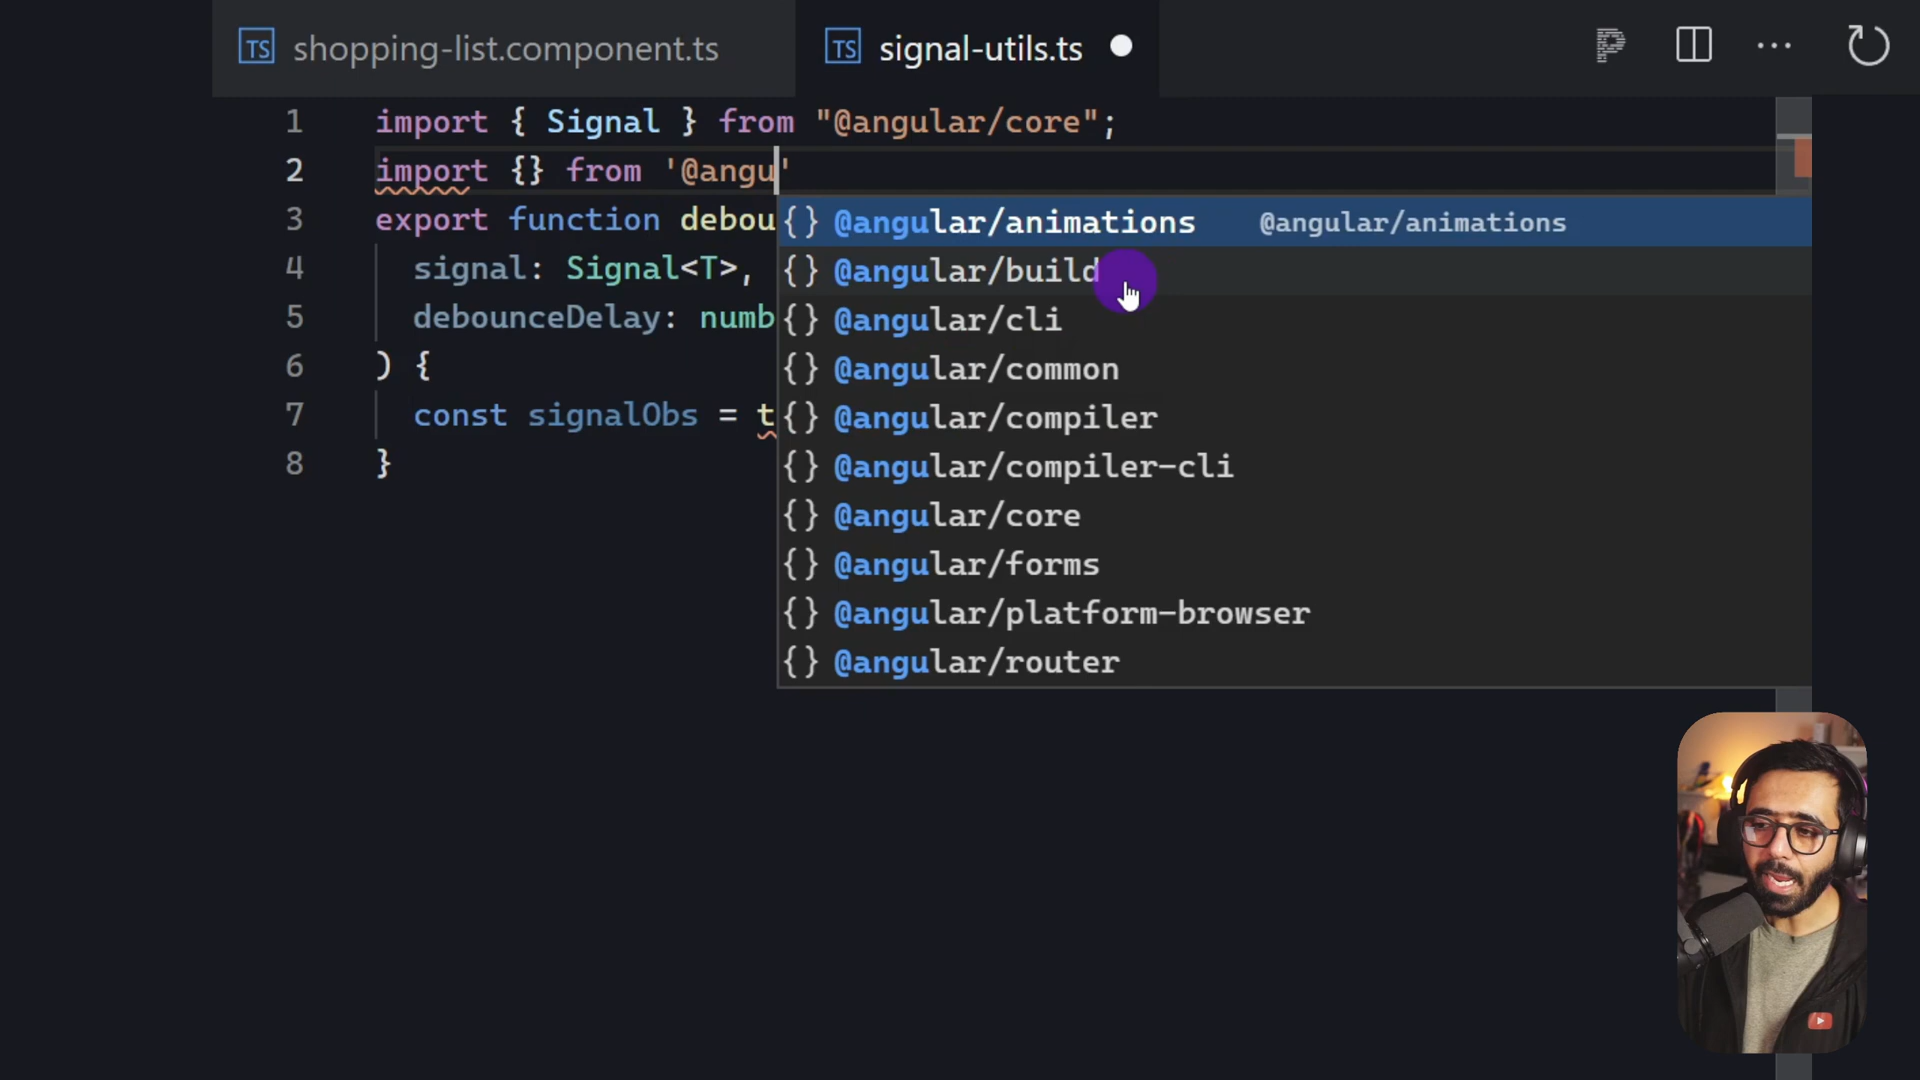 TS shopping-list.component.ts
TS signal-utils.ts
1 import { Signal } from "@angular/core";
2 import {} from '@angu'
3 export function debou
4 signal: Signal<T>,
5 debounceDelay: numb
6 ) {
7 const signalObs = t
8 }
{} @angular/animations @angular/animations
{} @angular/build
{} @angular/cli
{} @angular/common
{} @angular/compiler
{} @angular/compiler-cli
{} @angular/core
{} @angular/forms
{} @angular/platform-browser
{} @angular/router